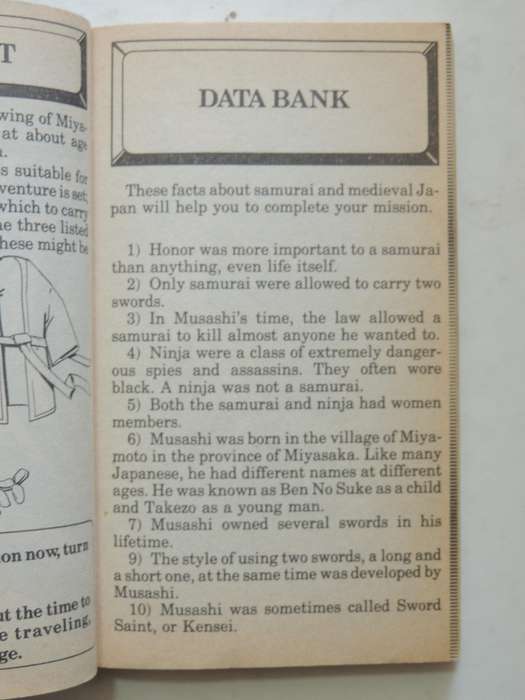 T
wing of Miya-
at about age
s suitable for
venture is set;
which to carry
e three listed
hese might be
ion now, turn
ut the time to
e traveling,
ge.
DATA BANK
These facts about samurai and medieval Ja-
pan will help you to complete your mission.
1) Honor was more important to a samurai
than anything, even life itself.
2) Only samurai were allowed to carry two
swords.
3) In Musashi's time, the law allowed a
samurai to kill almost anyone he wanted to.
4) Ninja were a class of extremely danger-
ous spies and assassins. They often wore
black. A ninja was not a samurai.
5) Both the samurai and ninja had women
members.
6) Musashi was born in the village of Miya-
moto in the province of Miyasaka. Like many
Japanese, he had different names at different
ages. He was known as Ben No Suke as a child
and Takezo as a young man.
7) Musashi owned several swords in his
lifetime.
9) The style of using two swords, a long and
a short one, at the same time was developed by
Musashi.
10) Musashi was sometimes called Sword
Saint, or Kensei.